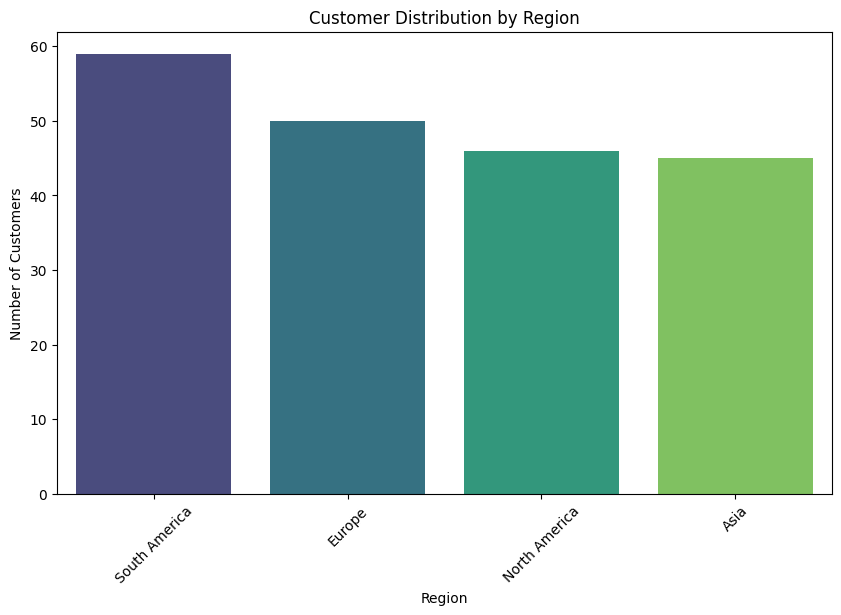 Customer Distribution by Region
60
50
40
30
20
10
0
Number of Customers
South America
Europe
North America
Asia
Region